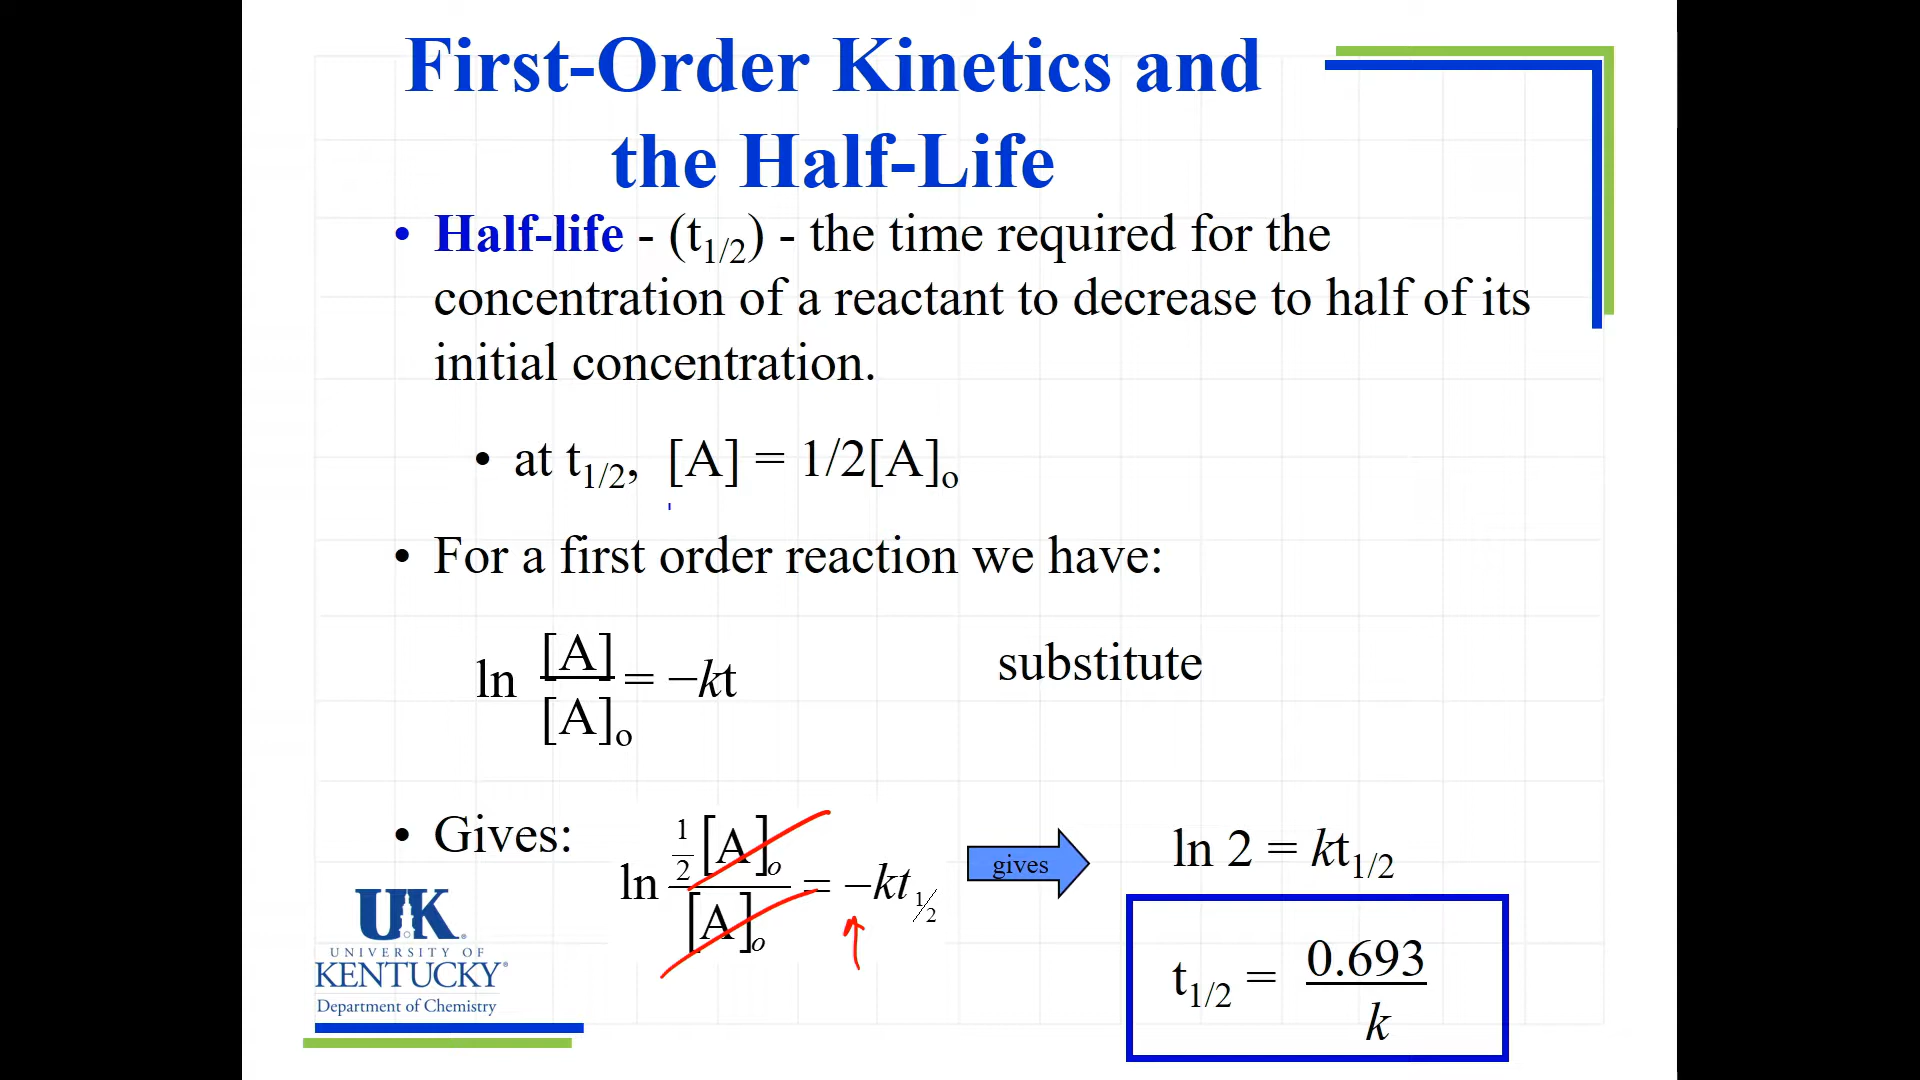 First-Order Kinetics and
the Half-Life
• Half-life - (t1/2) - the time required for the
concentration of a reactant to decrease to half of its
initial concentration.
• at t1/2, [A] = 1/2[A]o
• For a first order reaction we have:
ln [A]/[A]o = −kt
substitute
• Gives:
ln ½[A]o/[A]o = −kt½
gives
ln 2 = kt1/2
t1/2 = 0.693/k
UK
UNIVERSITY OF
KENTUCKY®
Department of Chemistry